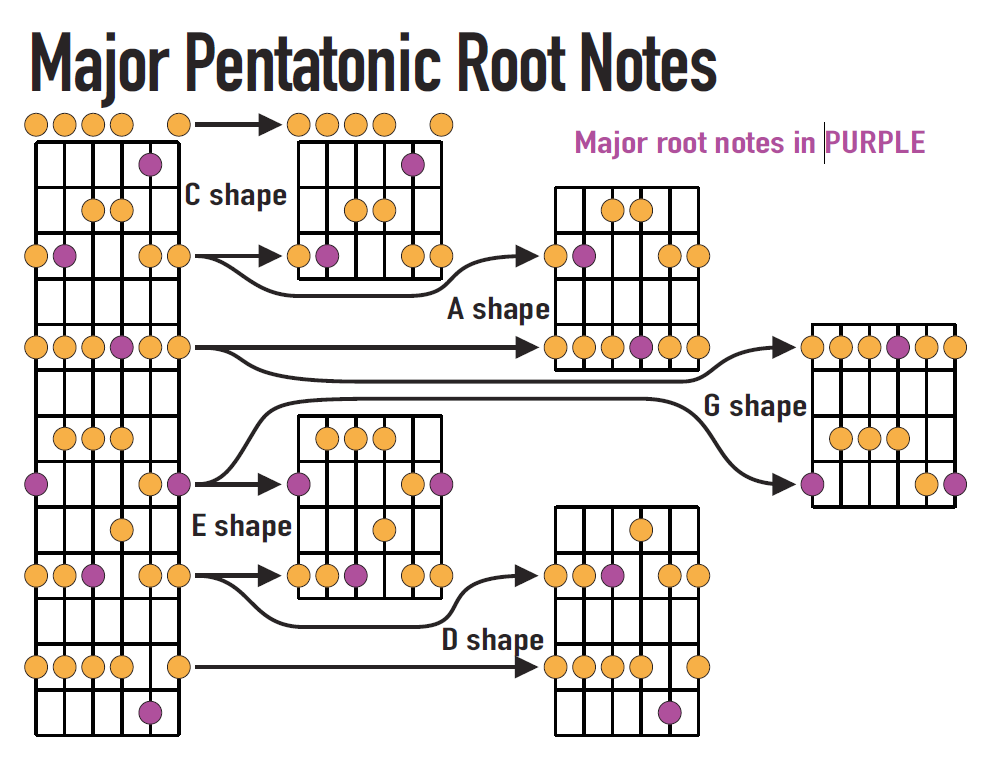 Major Pentatonic Root Notes
Major root notes in PURPLE
C shape
A shape
G shape
E shape
D shape